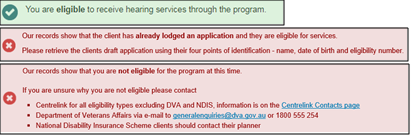 You are eligible to receive hearing services through the program.
Our records show that the client has already lodged an application and they are eligible for services.
Please retrieve the clients draft application using their four points of identification - name, date of birth and eligibility number.
Our records show that you are not eligible for the program at this time.
If you are unsure why you are not eligible please contact
• Centrelink for all eligibility types excluding DVA and NDIS, information is on the Centrelink Contacts page
• Department of Veterans Affairs via e-mail to generalenquiries@dva.gov.au or 1800 555 254
• National Disability Insurance Scheme clients should contact their planner